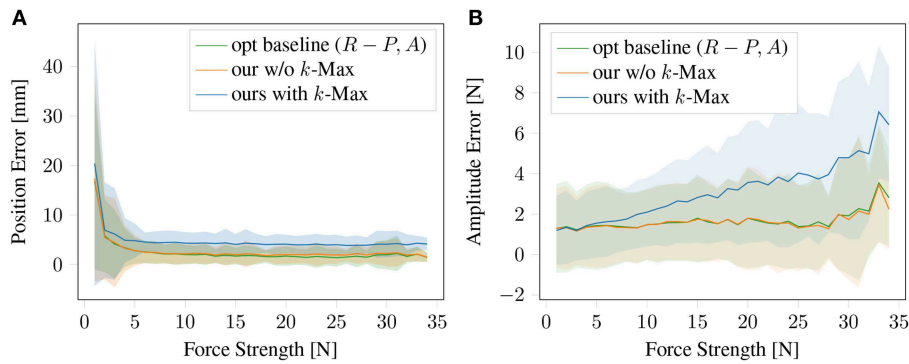 A
opt baseline (R − P, A)
our w/o k-Max
ours with k-Max
Position Error [mm]
40
30
20
10
0
0 5 10 15 20 25 30 35
Force Strength [N]
B
opt baseline (R − P, A)
our w/o k-Max
ours with k-Max
Amplitude Error [N]
10
8
6
4
2
0
−2
0 5 10 15 20 25 30 35
Force Strength [N]